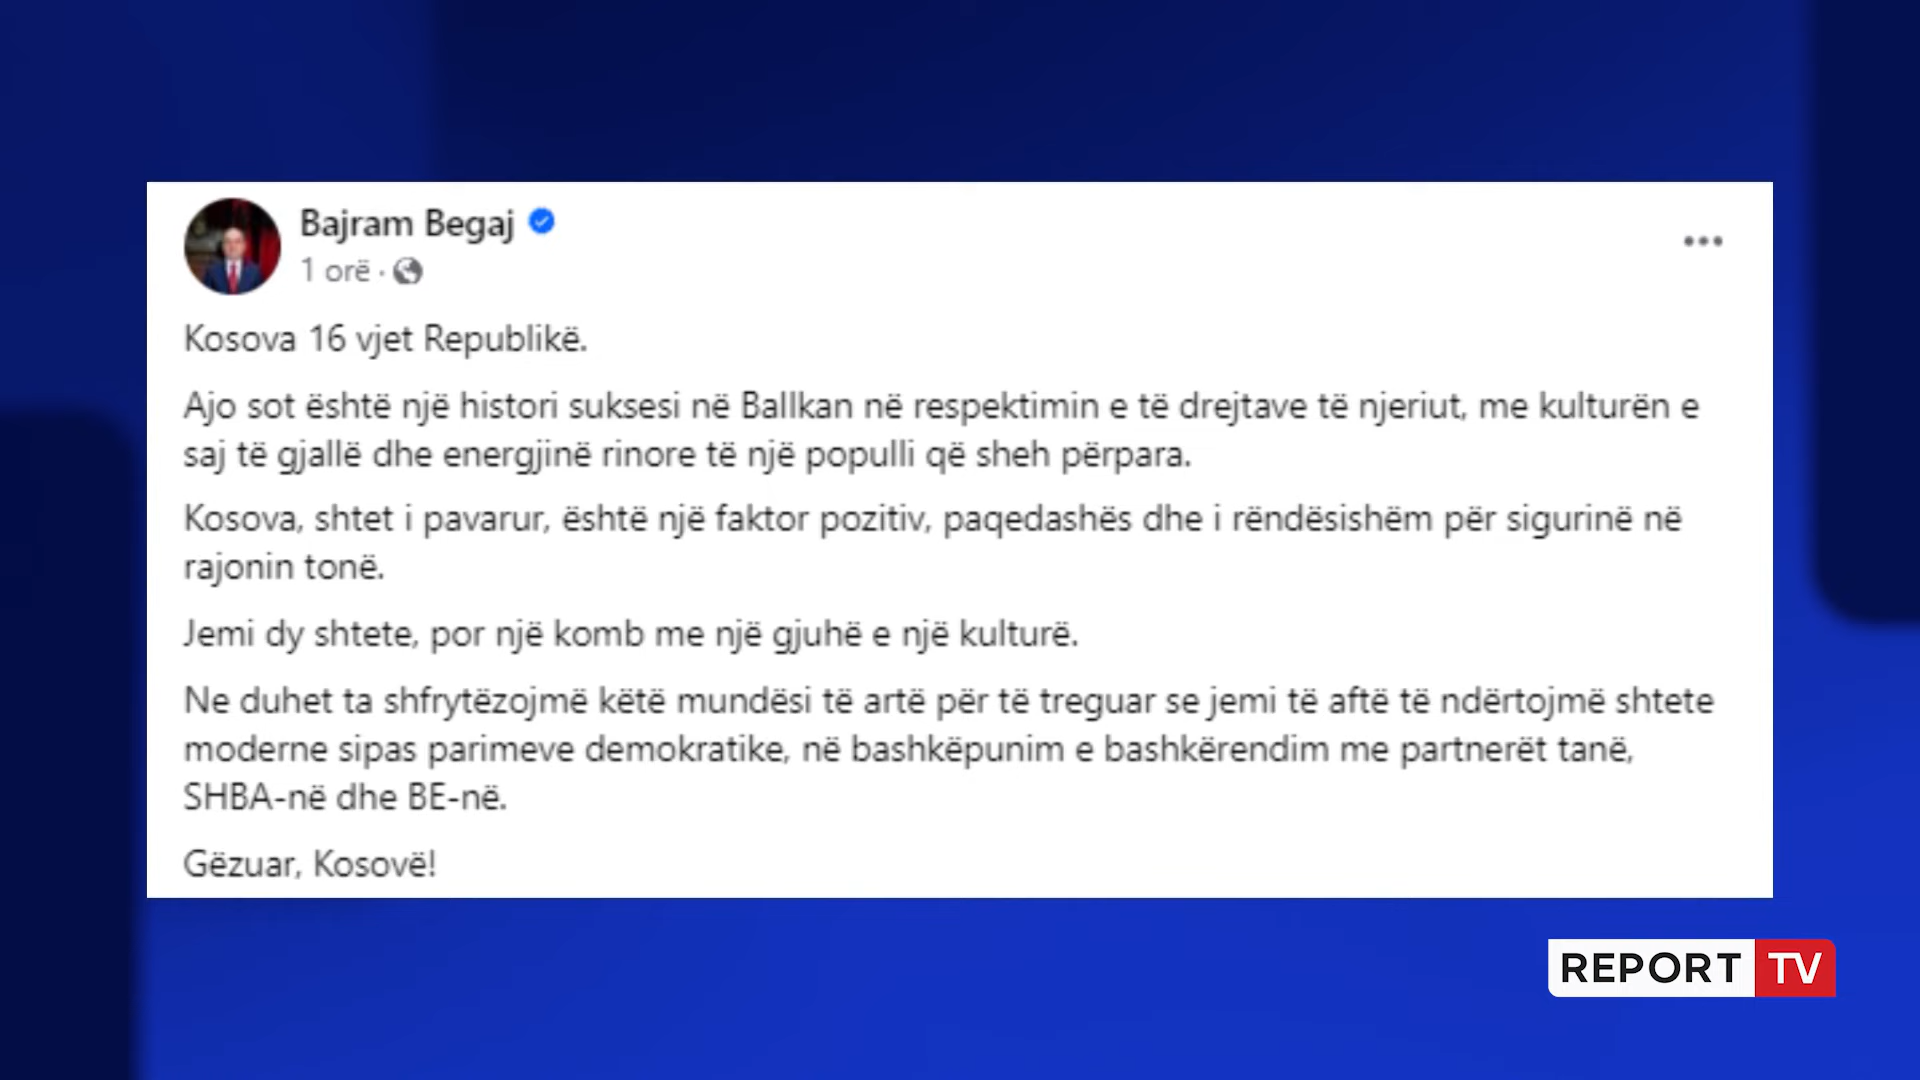 Bajram Begaj
1 orë ·
Kosova 16 vjet Republikë.
Ajo sot është një histori suksesi në Ballkan në respektimin e të drejtave të njeriut, me kulturën e
saj të gjallë dhe energjinë rinore të një populli që sheh përpara.
Kosova, shtet i pavarur, është një faktor pozitiv, paqedashës dhe i rëndësishëm për sigurinë në
rajonin tonë.
Jemi dy shtete, por një komb me një gjuhë e një kulturë.
Ne duhet ta shfrytëzojmë këtë mundësi të artë për të treguar se jemi të aftë të ndërtojmë shtete
moderne sipas parimeve demokratike, në bashkëpunim e bashkërendim me partnerët tanë,
SHBA-në dhe BE-në.
Gëzuar, Kosovë!
REPORT TV